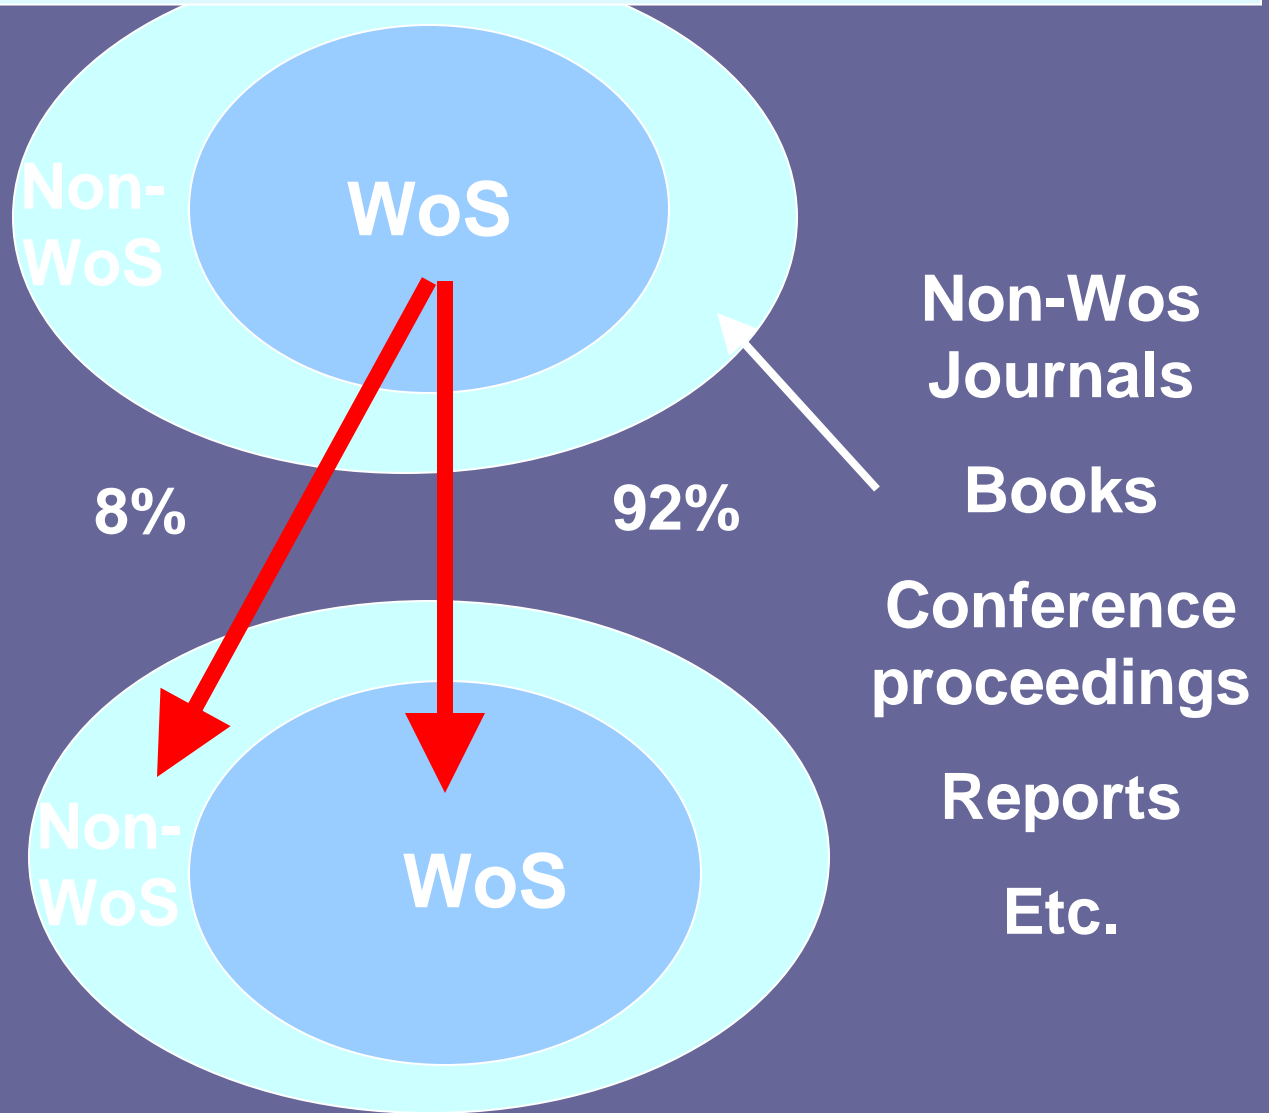 Non-
WoS
WoS
8%
92%
Non-Wos
Journals
Books
Conference
proceedings
Reports
Etc.
Non-
WoS
WoS